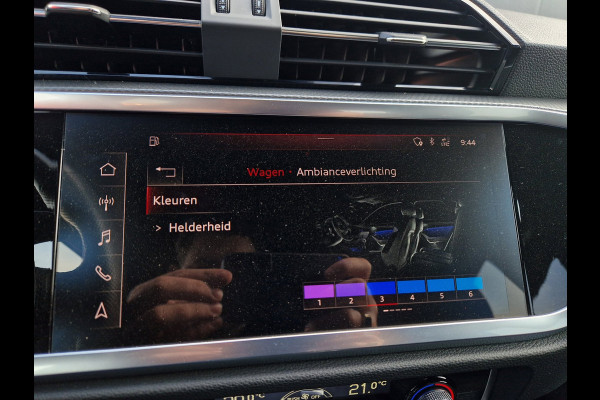 9:44
Wagen · Ambianceverlichting
Kleuren
> Helderheid
1 2 3 4 5 6
21.0°C